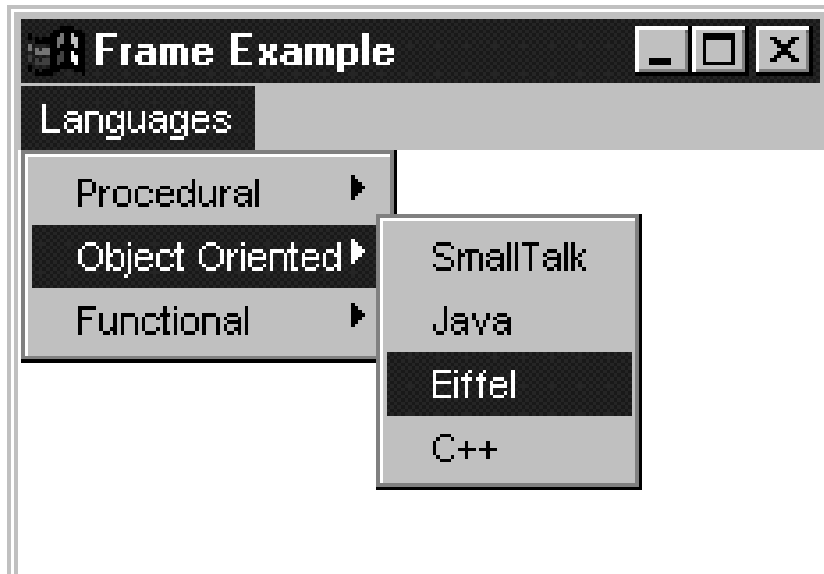 Frame Example
Languages
Procedural
Object Oriented
Functional
SmallTalk
Java
Eiffel
C++